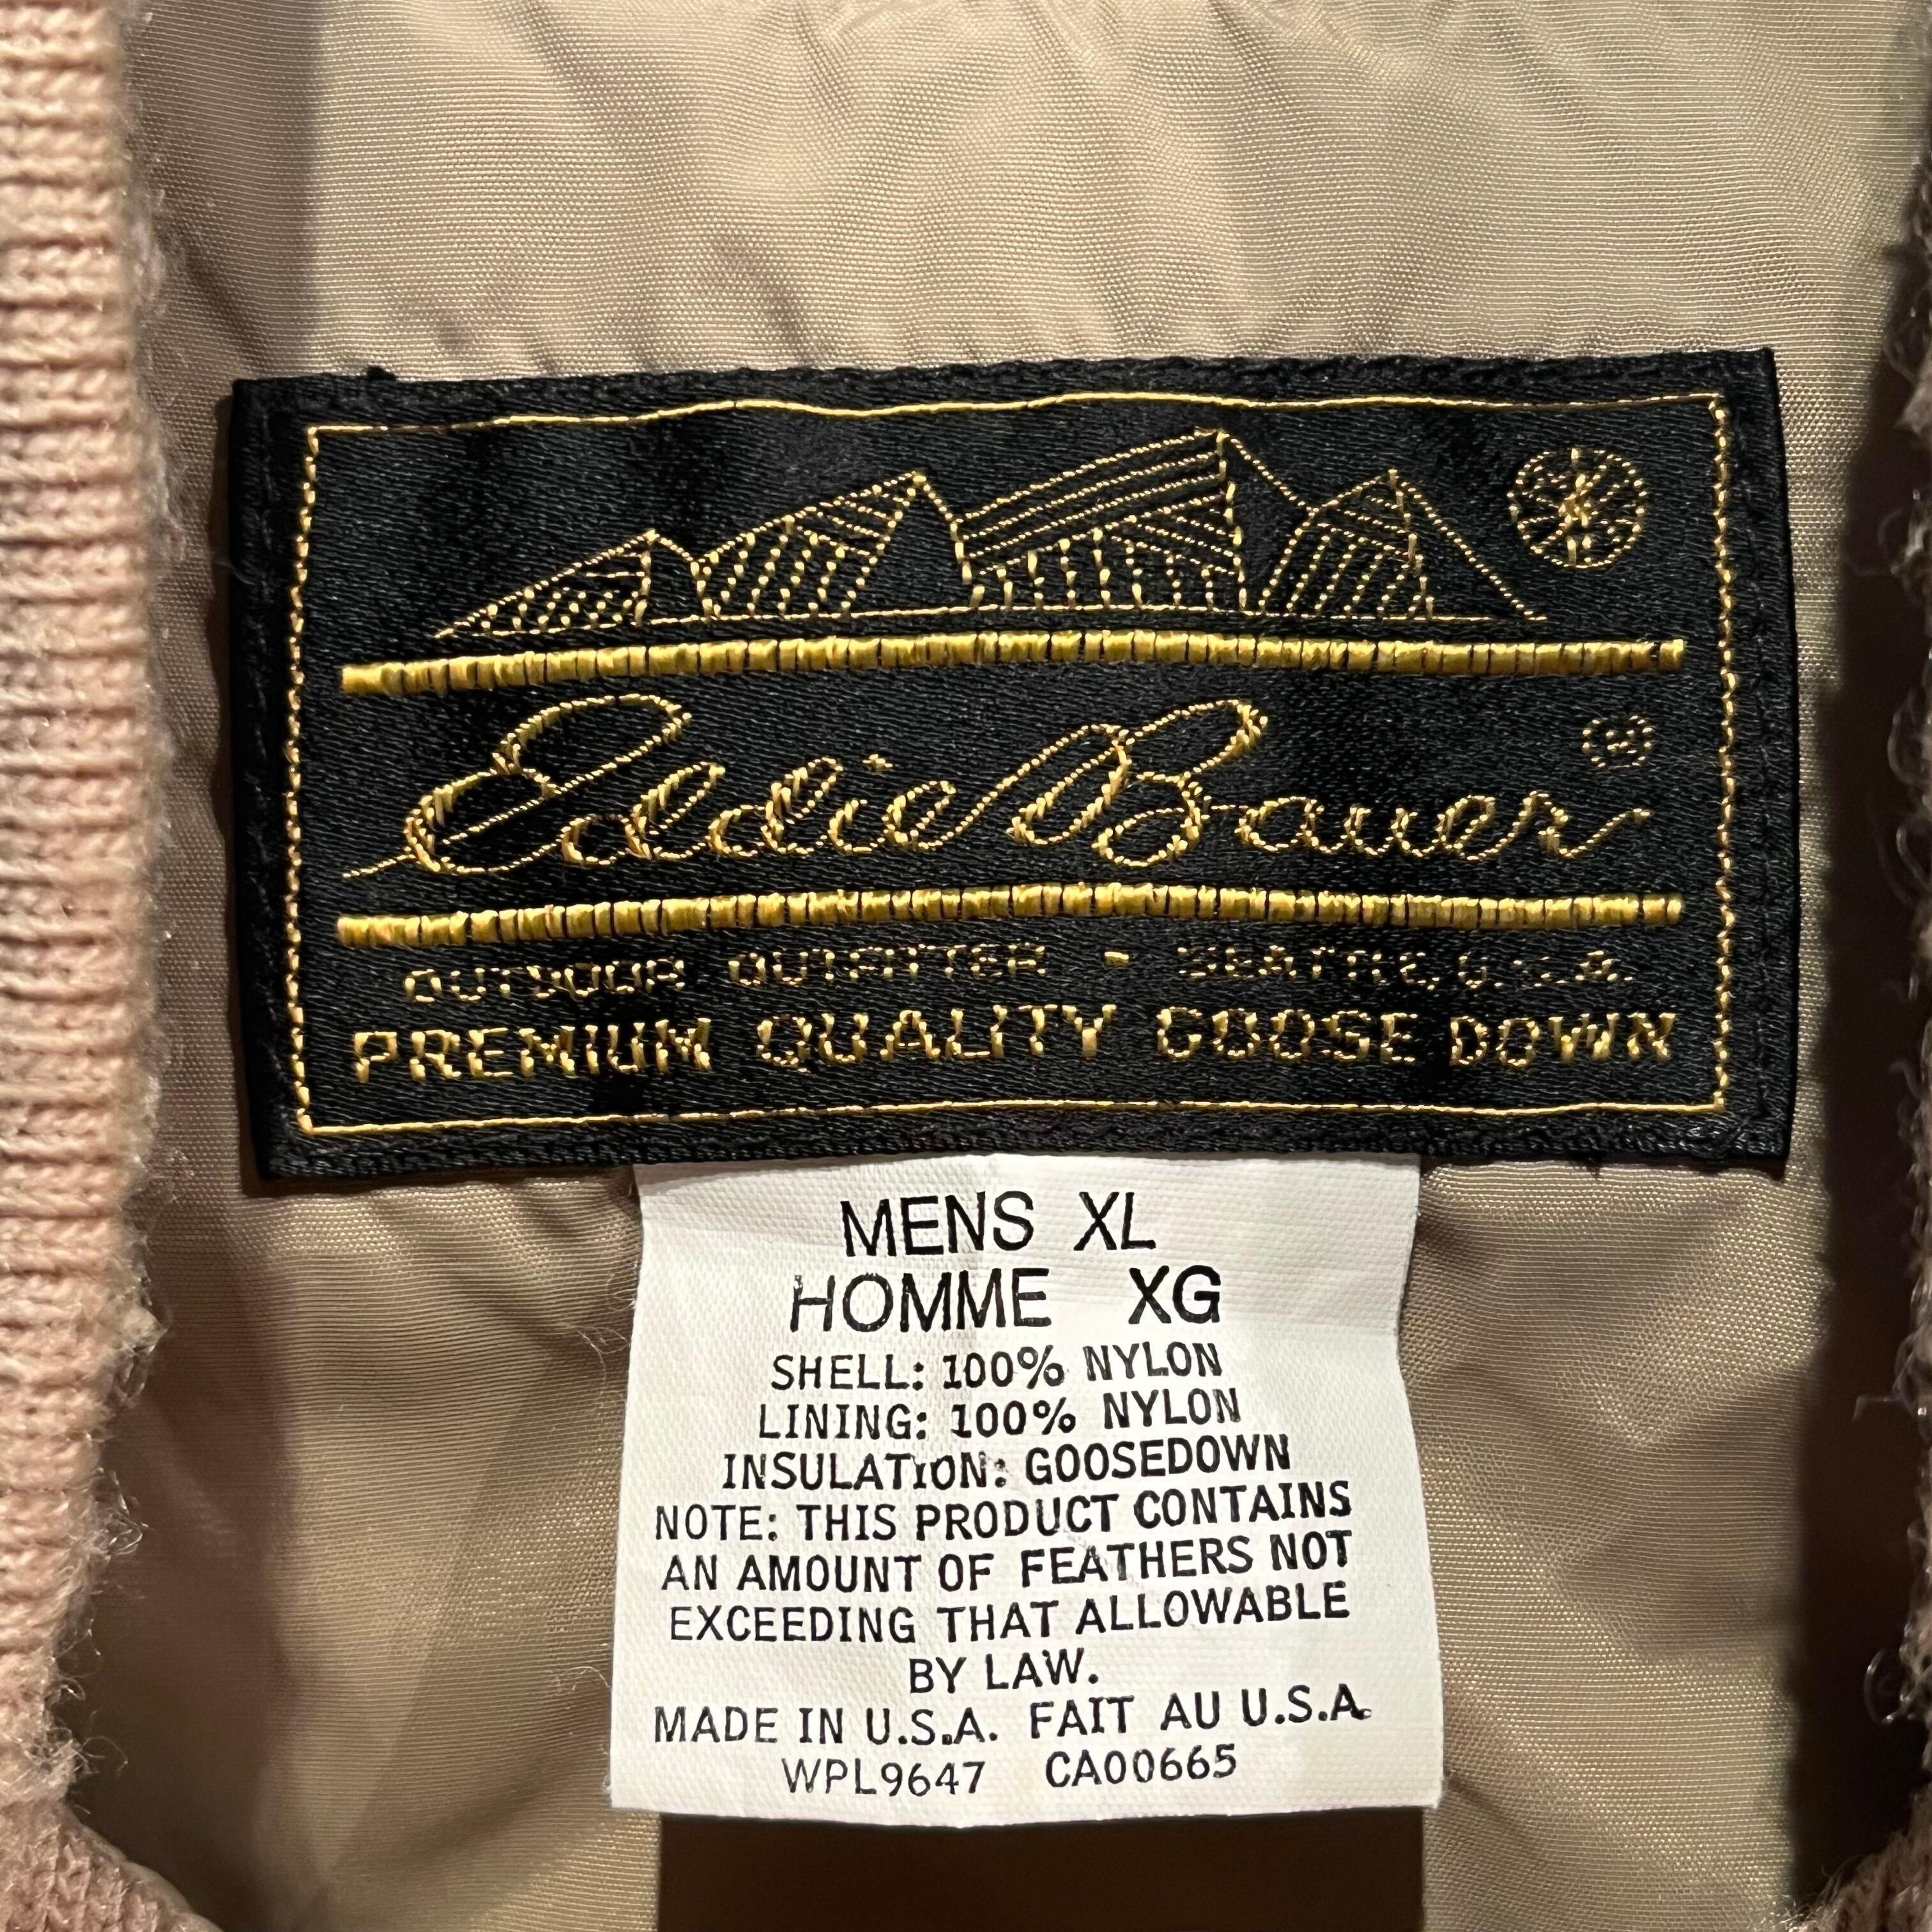 Eddie Bauer ®
OUTDOOR OUTFITTER - SEATTLE, U.S.A.
PREMIUM QUALITY GOOSE DOWN
MENS XL
HOMME XG
SHELL: 100% NYLON
LINING: 100% NYLON
INSULATION: GOOSEDOWN
NOTE: THIS PRODUCT CONTAINS
AN AMOUNT OF FEATHERS NOT
EXCEEDING THAT ALLOWABLE
BY LAW.
MADE IN U.S.A. FAIT AU U.S.A.
WPL9647 CA00665